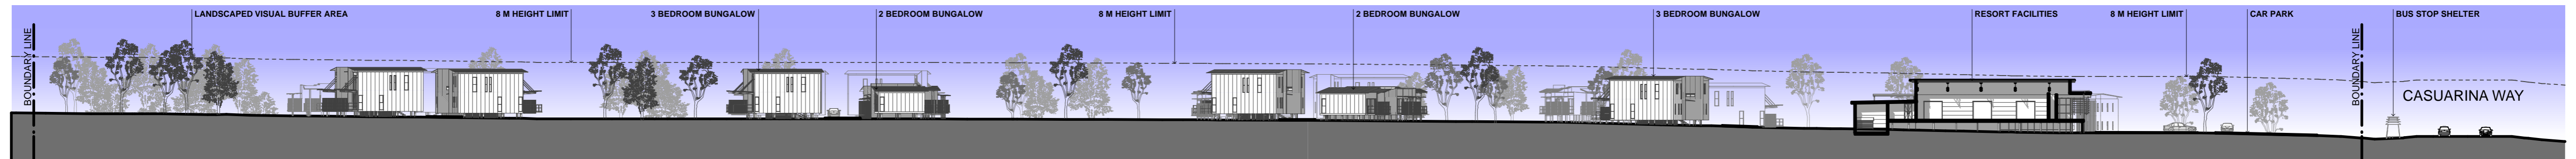 LANDSCAPED VISUAL BUFFER AREA
8 M HEIGHT LIMIT
3 BEDROOM BUNGALOW
2 BEDROOM BUNGALOW
8 M HEIGHT LIMIT
2 BEDROOM BUNGALOW
3 BEDROOM BUNGALOW
RESORT FACILITIES
8 M HEIGHT LIMIT
CAR PARK
BUS STOP SHELTER
BOUNDARY LINE
BOUNDARY LINE
CASUARINA WAY